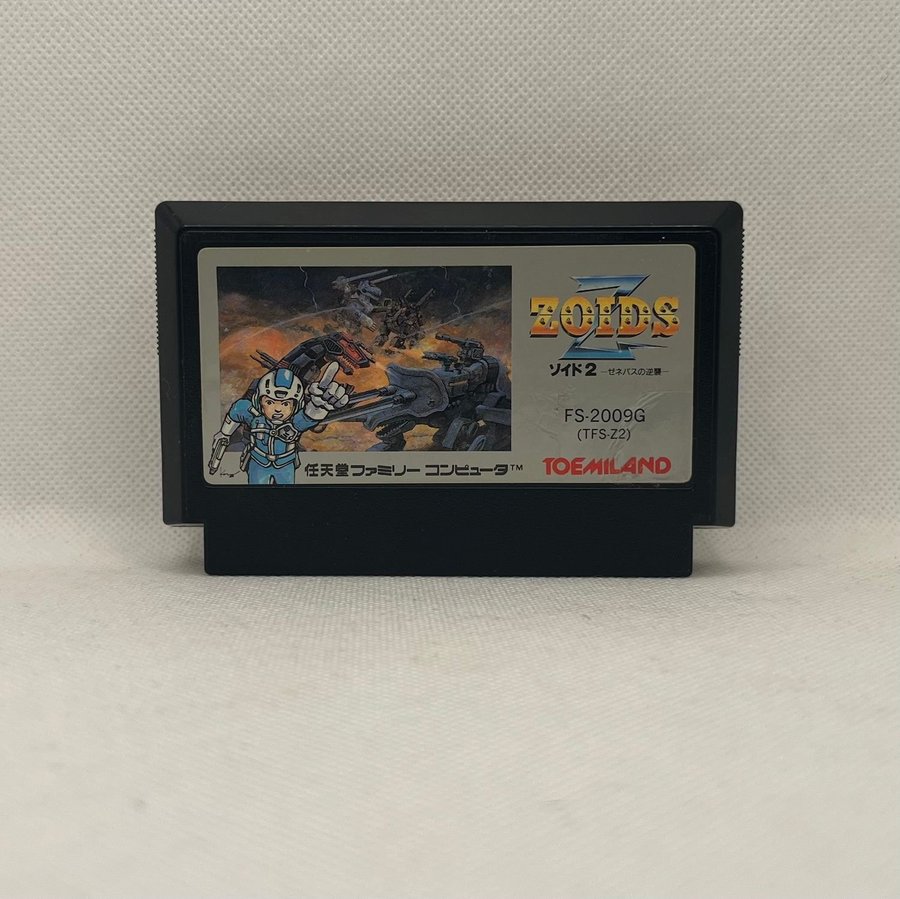 ZOIDS
ゾイド2 —ゼネバスの逆襲—
FS-2009G
(TFS-Z2)
任天堂ファミリーコンピュータ™
TOEMILAND